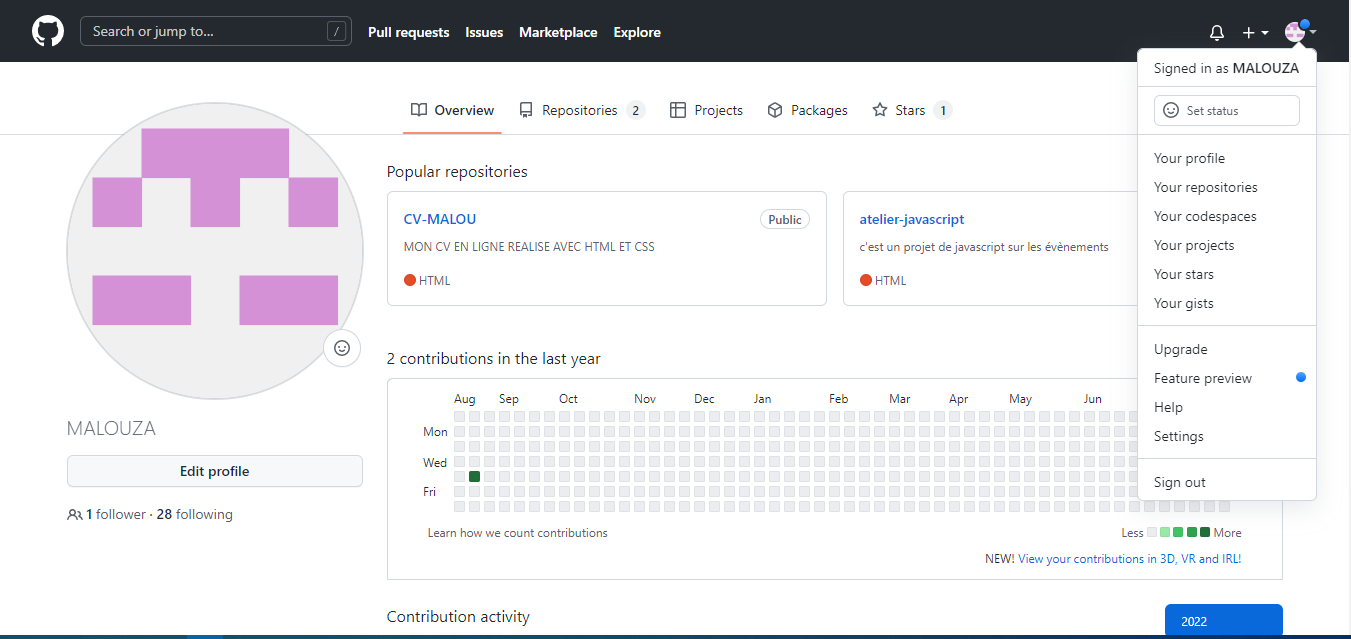 Search or jump to... /
Pull requests Issues Marketplace Explore
Signed in as MALOUZA
Set status
Your profile
Your repositories
Your codespaces
Your projects
Your stars
Your gists
Upgrade
Feature preview
Help
Settings
Sign out
Overview Repositories 2 Projects Packages Stars 1
MALOUZA
Edit profile
1 follower · 28 following
Popular repositories
CV-MALOU Public
MON CV EN LIGNE REALISE AVEC HTML ET CSS
HTML
atelier-javascript
c'est un projet de javascript sur les évènements
HTML
2 contributions in the last year
Aug Sep Oct Nov Dec Jan Feb Mar Apr May Jun
Mon
Wed
Fri
Learn how we count contributions
Less More
NEW! View your contributions in 3D, VR and IRL!
Contribution activity
2022